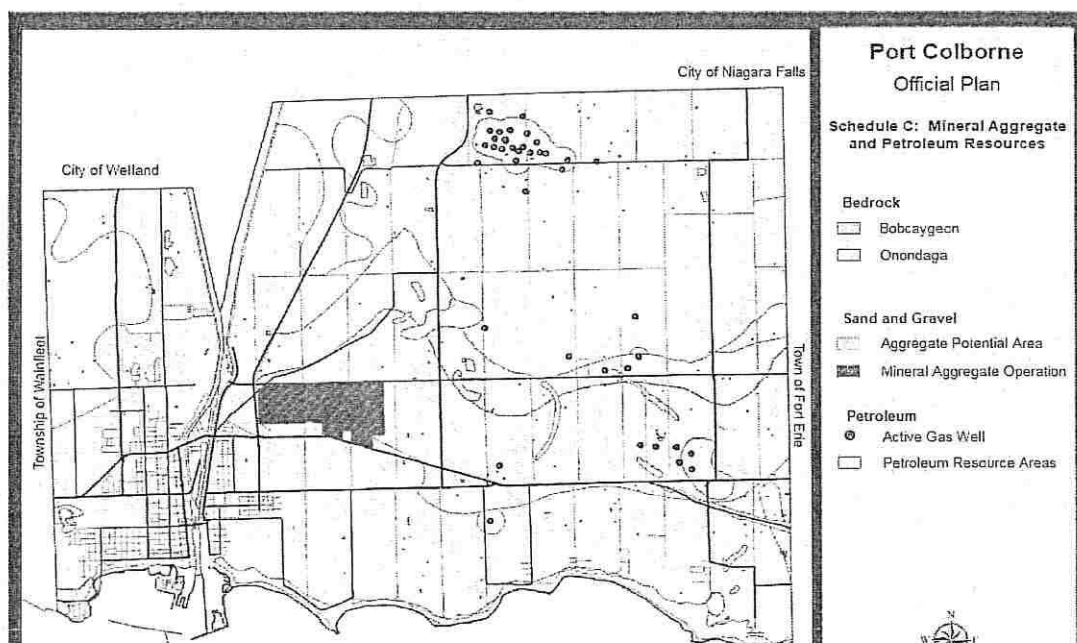 City of Niagara Falls
City of Welland
Township of Wainfleet
Town of Fort Erie
Port Colborne
Official Plan
Schedule C: Mineral Aggregate
and Petroleum Resources
Bedrock
Bobcaygeon
Onondaga
Sand and Gravel
Aggregate Potential Area
Mineral Aggregate Operation
Petroleum
Active Gas Well
Petroleum Resource Areas
N
W
E